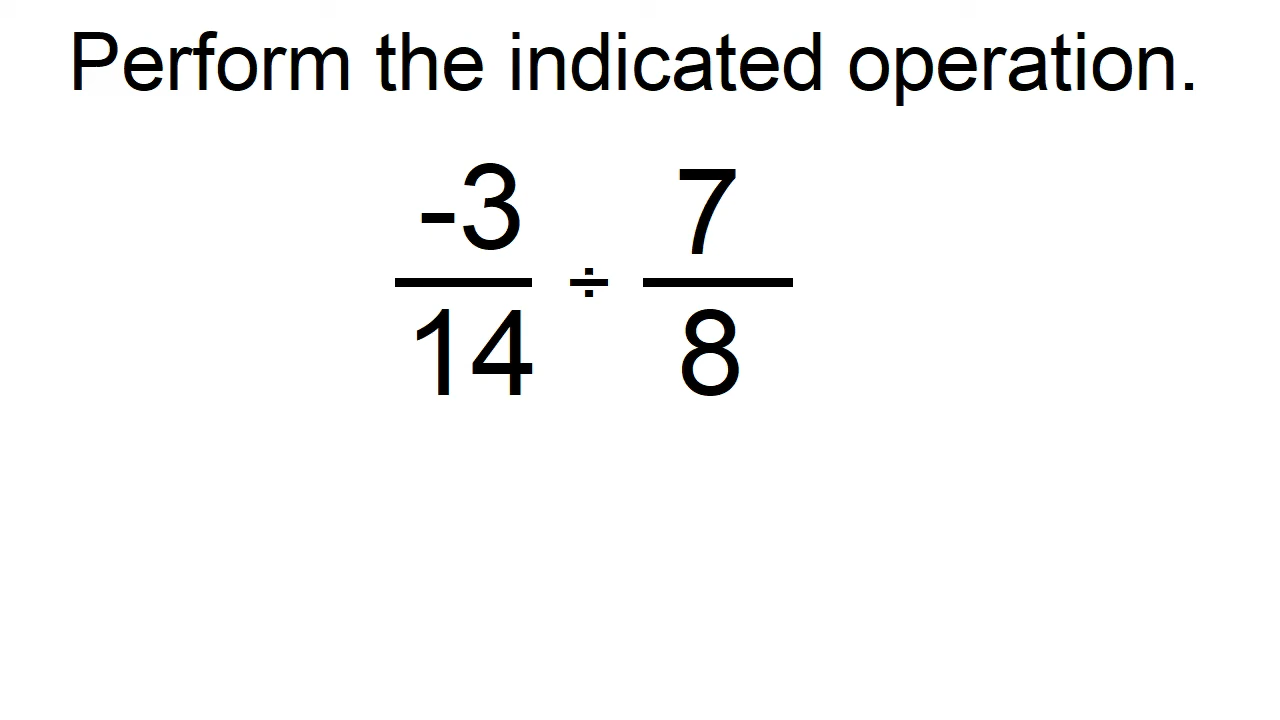 Perform the indicated operation.
-3 7
÷
14 8